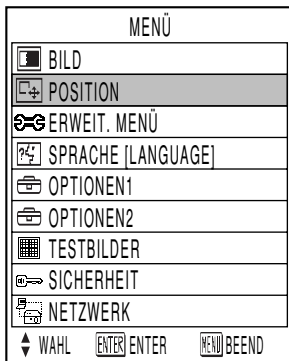 MENÜ
BILD
POSITION
ERWEIT. MENÜ
SPRACHE [LANGUAGE]
OPTIONEN1
OPTIONEN2
TESTBILDER
SICHERHEIT
NETZWERK
WAHL ENTER ENTER MENU BEEND